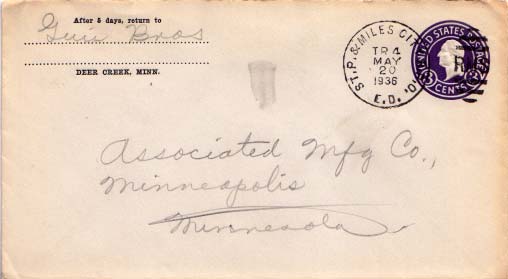 After 5 days, return to
Bros
DEER CREEK, MINN.
ST. P. & MILES CITY
TR 4
MAY
20
1936
E.D.
UNITED STATES POSTAGE
3 CENTS 3
R.
Associated Mfg Co.,
Minneapolis
Minnesota